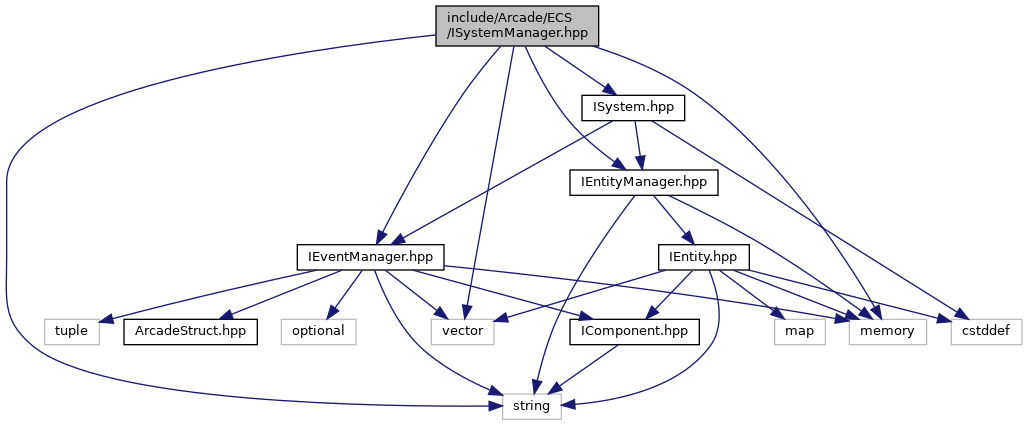 include/Arcade/ECS
/ISystemManager.hpp
ISystem.hpp
IEntityManager.hpp
IEventManager.hpp
IEntity.hpp
tuple
ArcadeStruct.hpp
optional
vector
IComponent.hpp
map
memory
cstddef
string